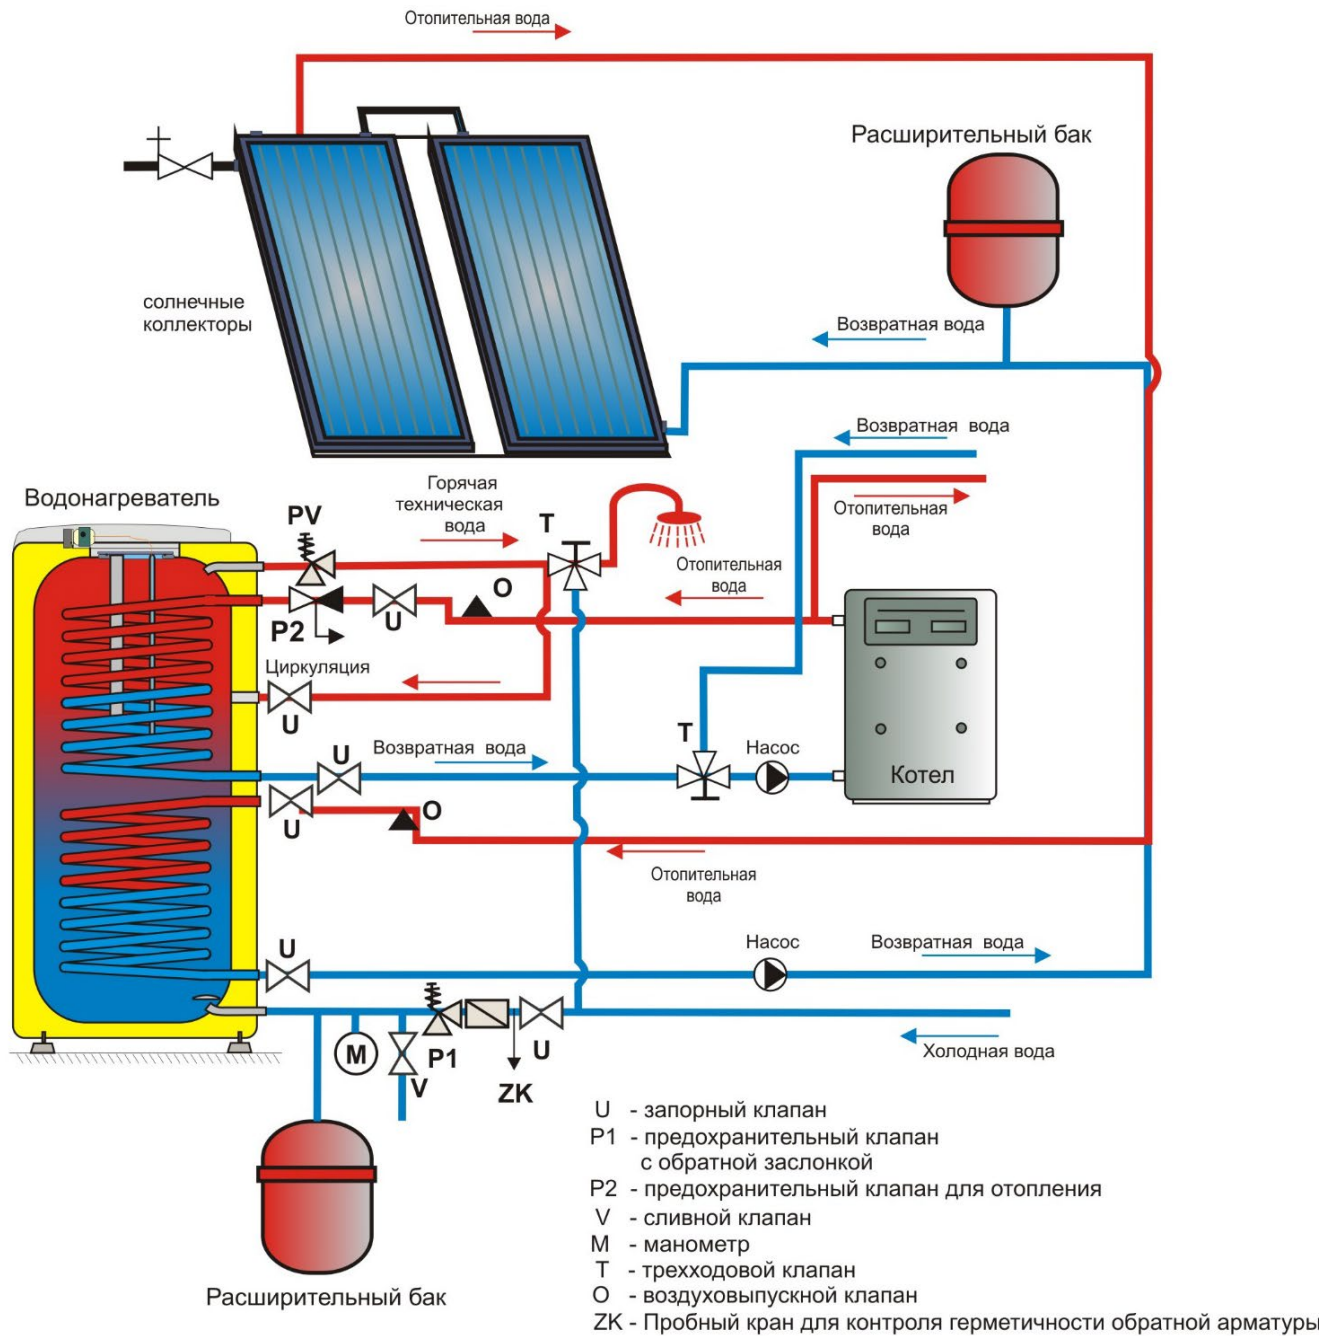 Отопительная вода
Расширительный бак
солнечные
коллекторы
Возвратная вода
Возвратная вода
Водонагреватель
Горячая
техническая
вода
PV
T
Отопительная
вода
Отопительная
вода
O
P2
U
Циркуляция
U
T
Возвратная вода
U
Насос
Котел
U
O
Отопительная
вода
U
Насос
Возвратная вода
M
V
P1
ZK
U
Холодная вода
Расширительный бак
U - запорный клапан
P1 - предохранительный клапан
с обратной заслонкой
P2 - предохранительный клапан для отопления
V - сливной клапан
M - манометр
T - трехходовой клапан
O - воздуховыпускной клапан
ZK - Пробный кран для контроля герметичности обратной арматуры